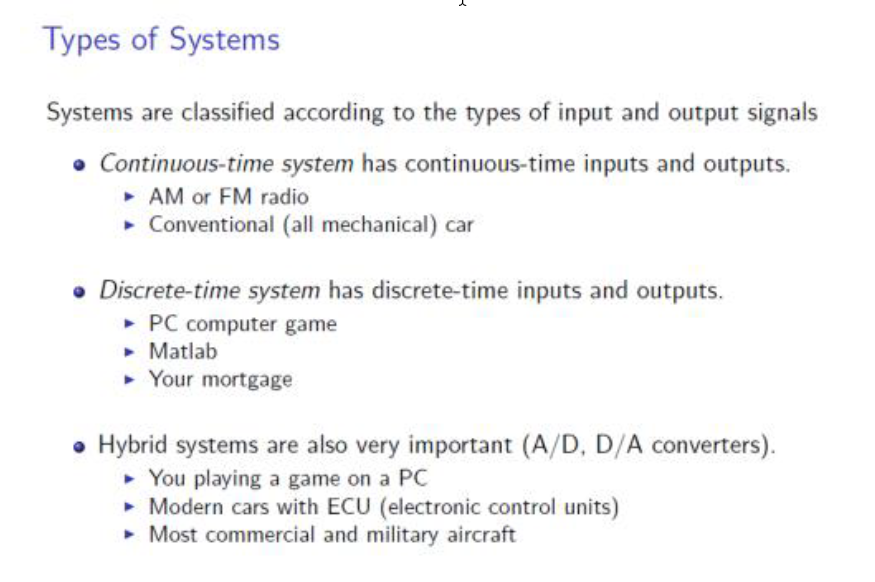 Types of Systems
Systems are classified according to the types of input and output signals
Continuous-time system has continuous-time inputs and outputs.
AM or FM radio
Conventional (all mechanical) car
Discrete-time system has discrete-time inputs and outputs.
PC computer game
Matlab
Your mortgage
Hybrid systems are also very important (A/D, D/A converters).
You playing a game on a PC
Modern cars with ECU (electronic control units)
Most commercial and military aircraft